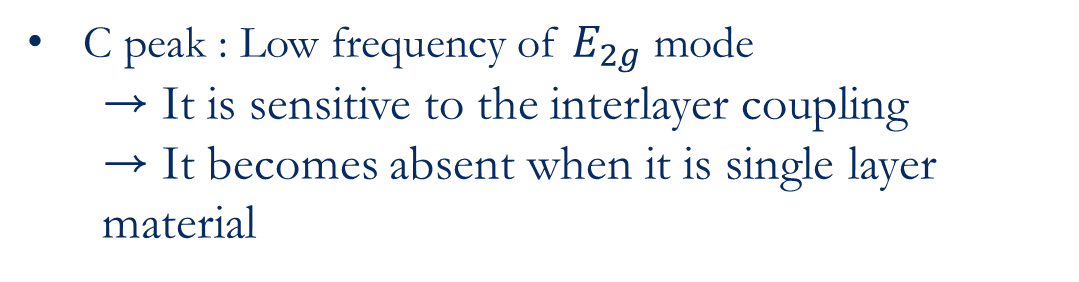 • C peak : Low frequency of E₂g mode
→ It is sensitive to the interlayer coupling
→ It becomes absent when it is single layer
material